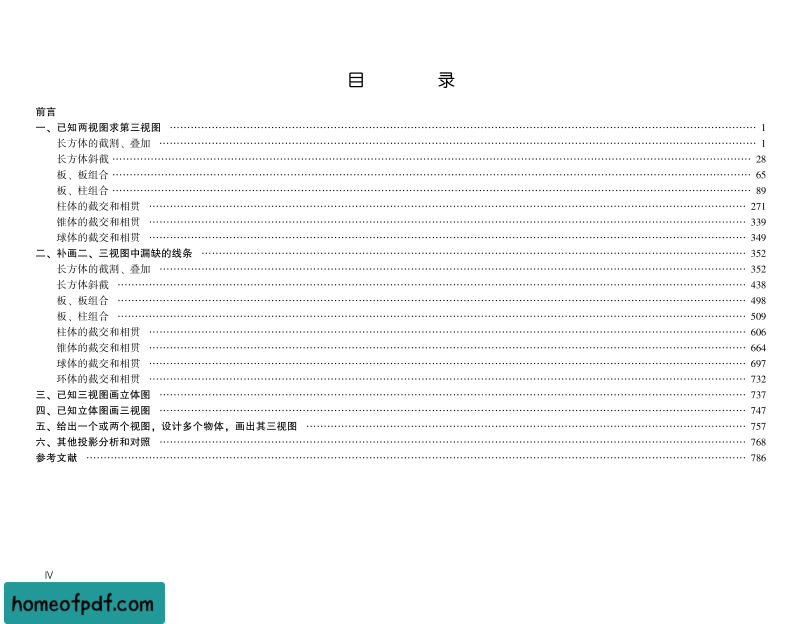 目 录
前言
一、已知两视图求第三视图 …… 1
长方体的截割、叠加 …… 1
长方体斜截 …… 28
板、板组合 …… 65
板、柱组合 …… 89
柱体的截交和相贯 …… 271
锥体的截交和相贯 …… 339
球体的截交和相贯 …… 349
二、补画二、三视图中漏缺的线条 …… 352
长方体的截割、叠加 …… 352
长方体斜截 …… 438
板、板组合 …… 498
板、柱组合 …… 509
柱体的截交和相贯 …… 606
锥体的截交和相贯 …… 664
球体的截交和相贯 …… 697
环体的截交和相贯 …… 732
三、已知三视图画立体图 …… 737
四、已知立体图画三视图 …… 747
五、给出一个或两个视图，设计多个物体，画出其三视图 …… 757
六、其他投影分析和对照 …… 768
参考文献 …… 786
Ⅳ
homeofpdf.com